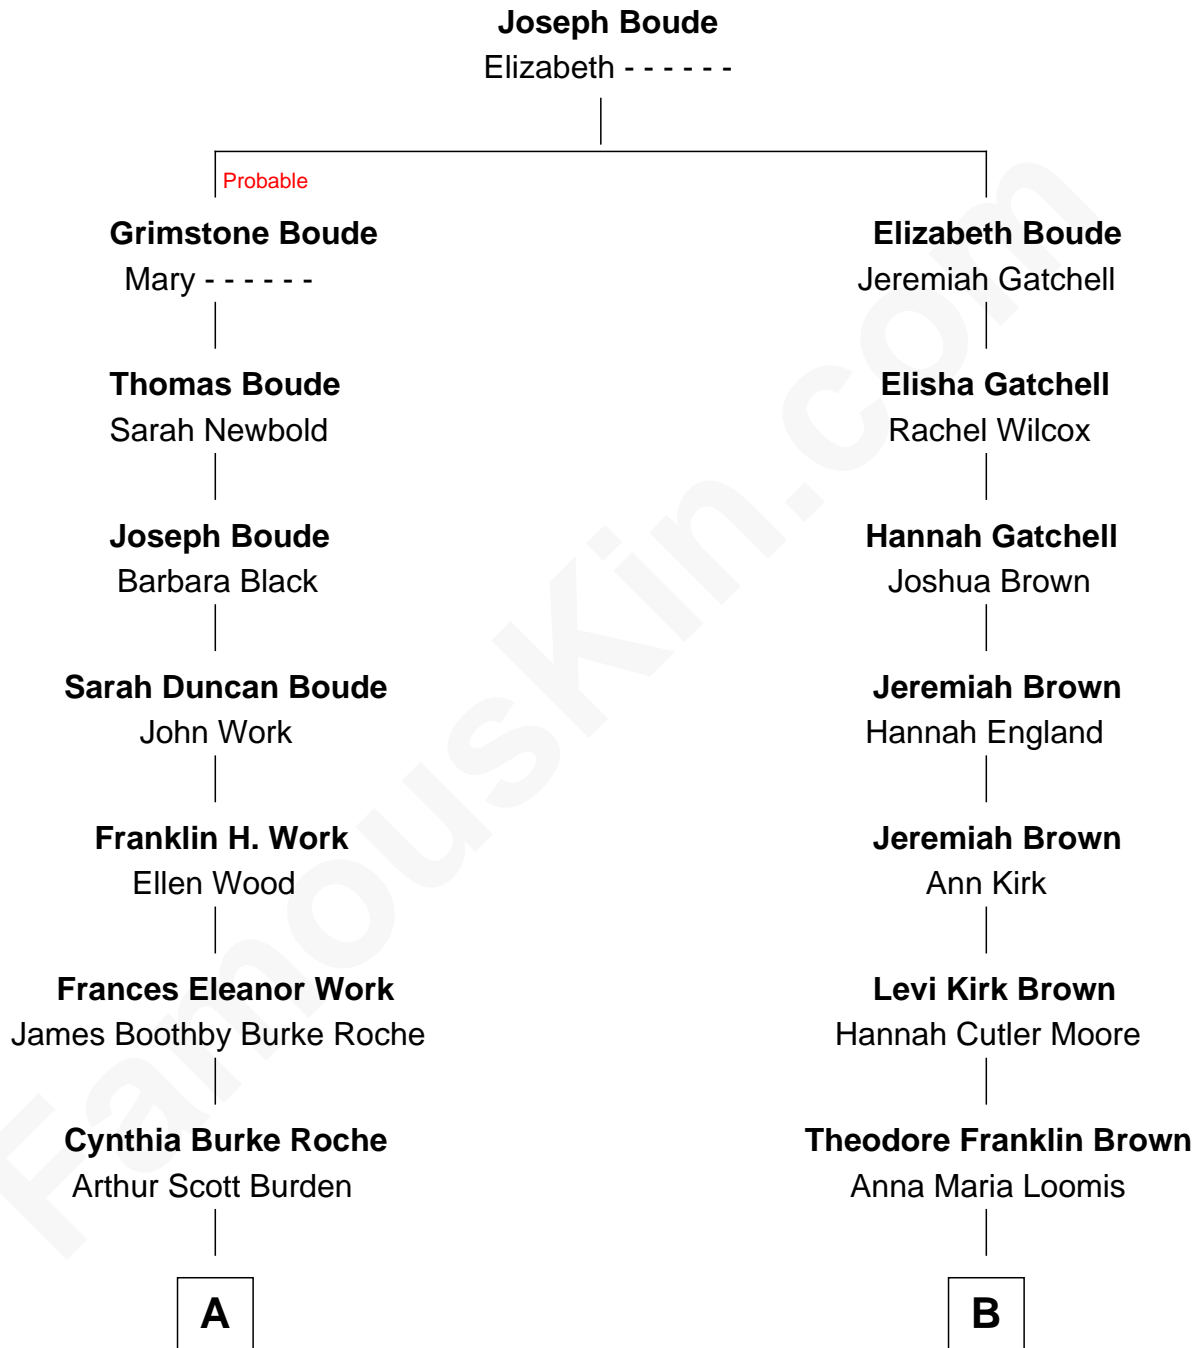 Joseph Boude
Elizabeth - - - - - -
Probable
Grimstone Boude
Mary - - - - - -
Thomas Boude
Sarah Newbold
Joseph Boude
Barbara Black
Sarah Duncan Boude
John Work
Franklin H. Work
Ellen Wood
Frances Eleanor Work
James Boothby Burke Roche
Cynthia Burke Roche
Arthur Scott Burden
A
Elizabeth Boude
Jeremiah Gatchell
Elisha Gatchell
Rachel Wilcox
Hannah Gatchell
Joshua Brown
Jeremiah Brown
Hannah England
Jeremiah Brown
Ann Kirk
Levi Kirk Brown
Hannah Cutler Moore
Theodore Franklin Brown
Anna Maria Loomis
B
FamousKin.com